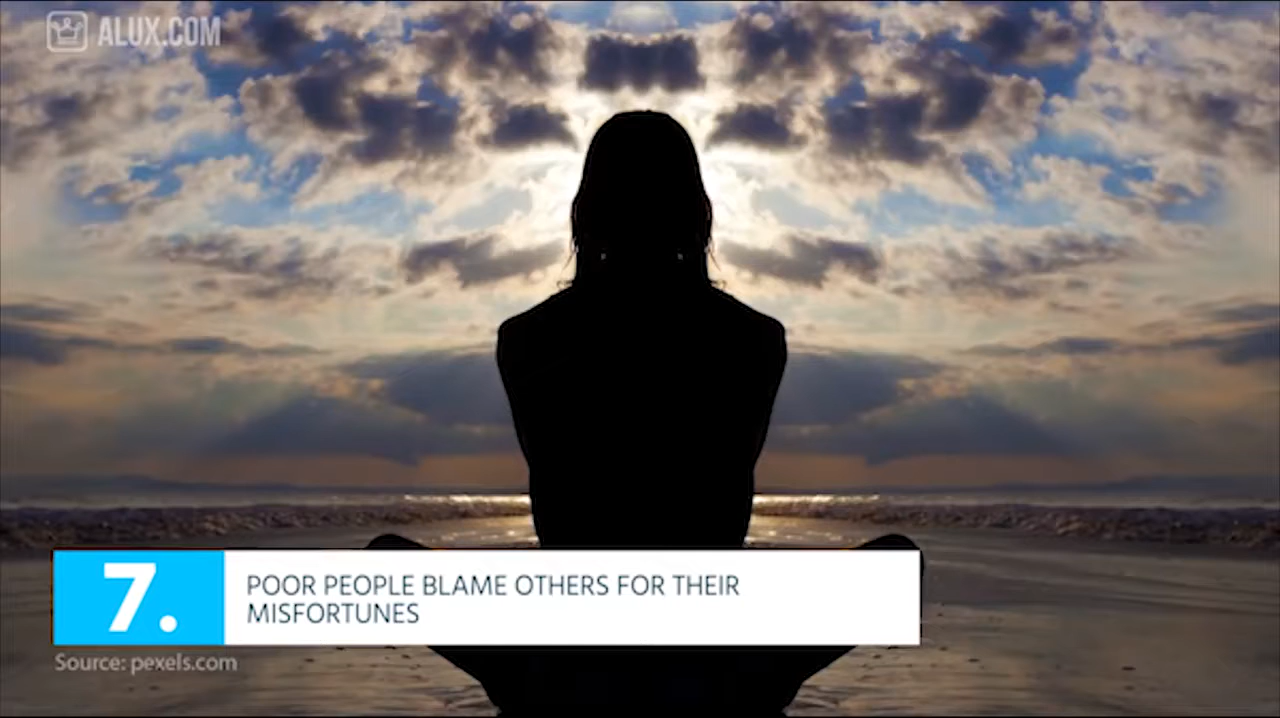 ALUX.COM
7.
POOR PEOPLE BLAME OTHERS FOR THEIR
MISFORTUNES
Source: pexels.com